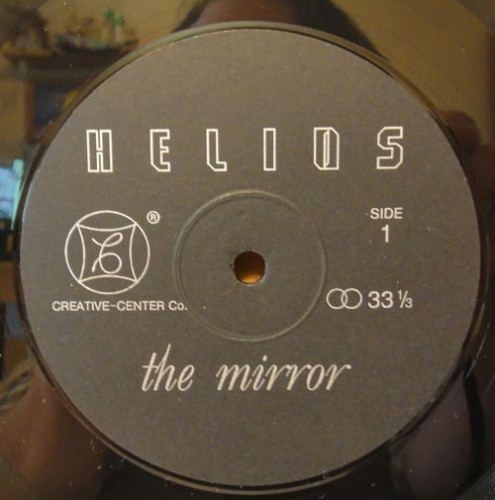 HELIOS
®
SIDE
1
CREATIVE-CENTER Co.
33 ⅓
the mirror